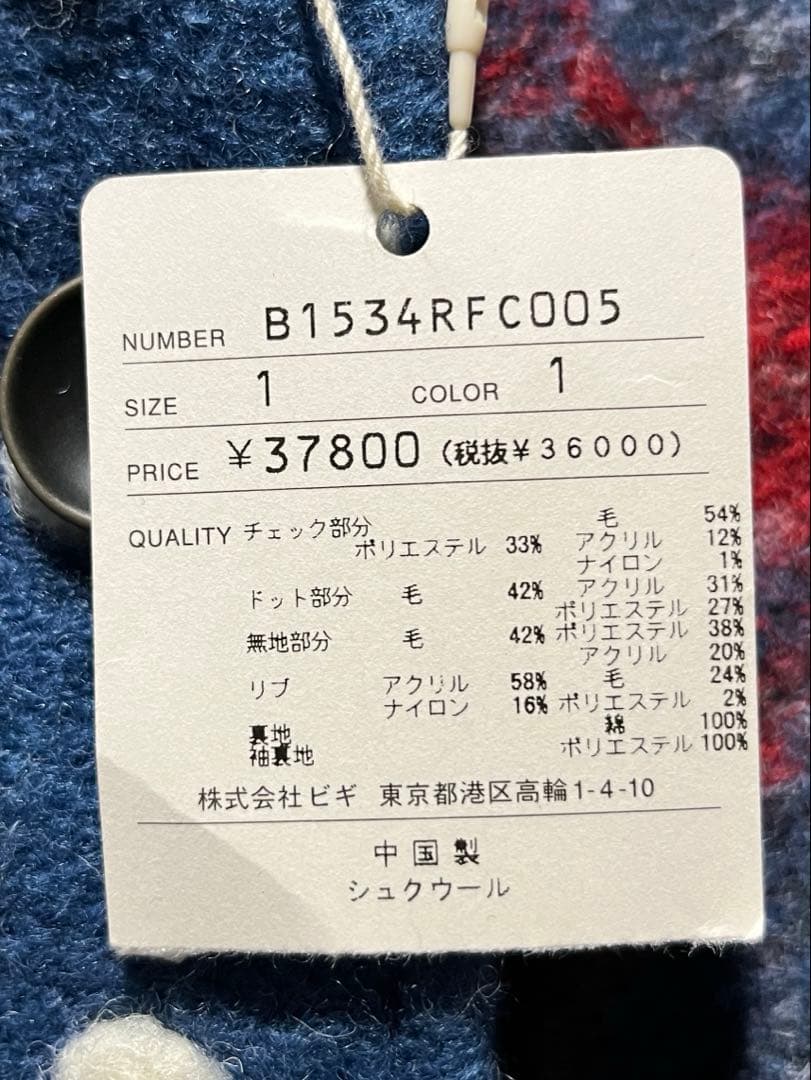 NUMBER B1534RFC005
SIZE 1 COLOR 1
PRICE ¥37800(税抜¥36000)
QUALITY チェック部分 毛 54%
ポリエステル 33% アクリル 12%
ナイロン 1%
ドット部分 毛 42% アクリル 31%
ポリエステル 27%
無地部分 毛 42% ポリエステル 38%
アクリル 20%
リブ アクリル 58% 毛 24%
ナイロン 16% ポリエステル 2%
裏地 綿 100%
袖裏地 ポリエステル 100%
株式会社ビギ 東京都港区高輪1-4-10
中国製
シュクウール